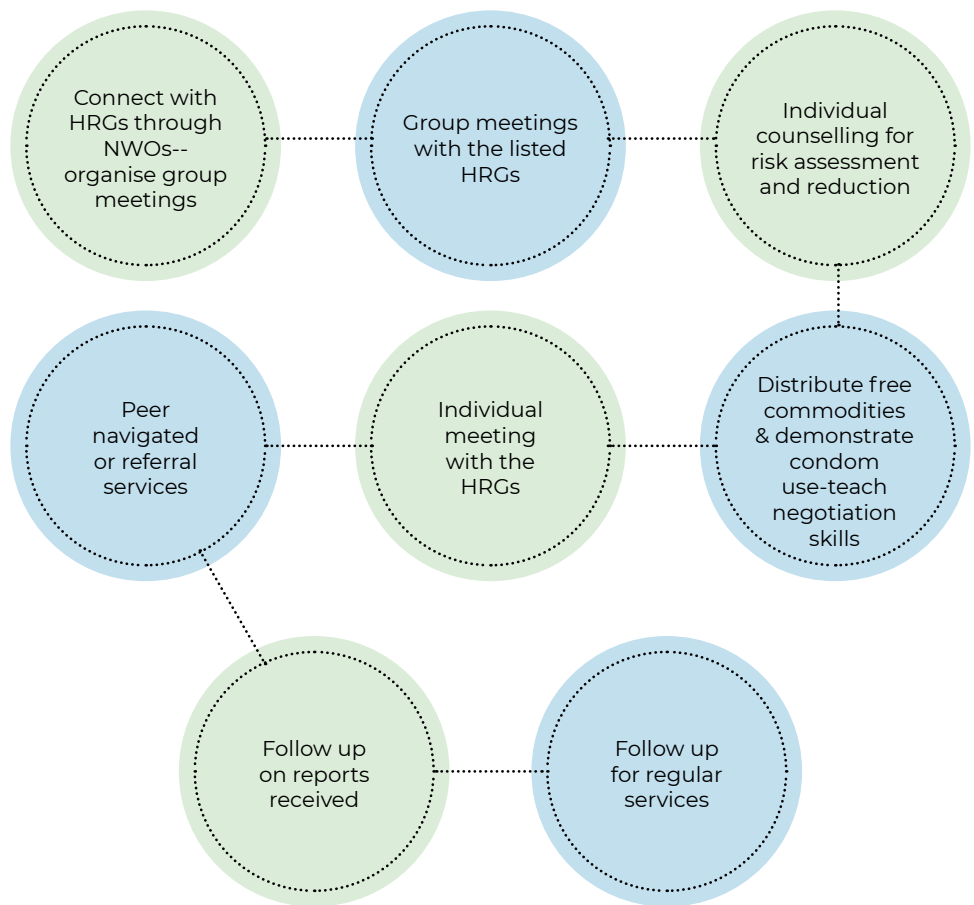 Connect with
HRGs through
NWOs--
organise group
meetings
Group meetings
with the listed
HRGs
Individual
counselling for
risk assessment
and reduction
Distribute free
commodities
& demonstrate
condom
use-teach
negotiation
skills
Individual
meeting
with the
HRGs
Peer
navigated
or referral
services
Follow up
on reports
received
Follow up
for regular
services